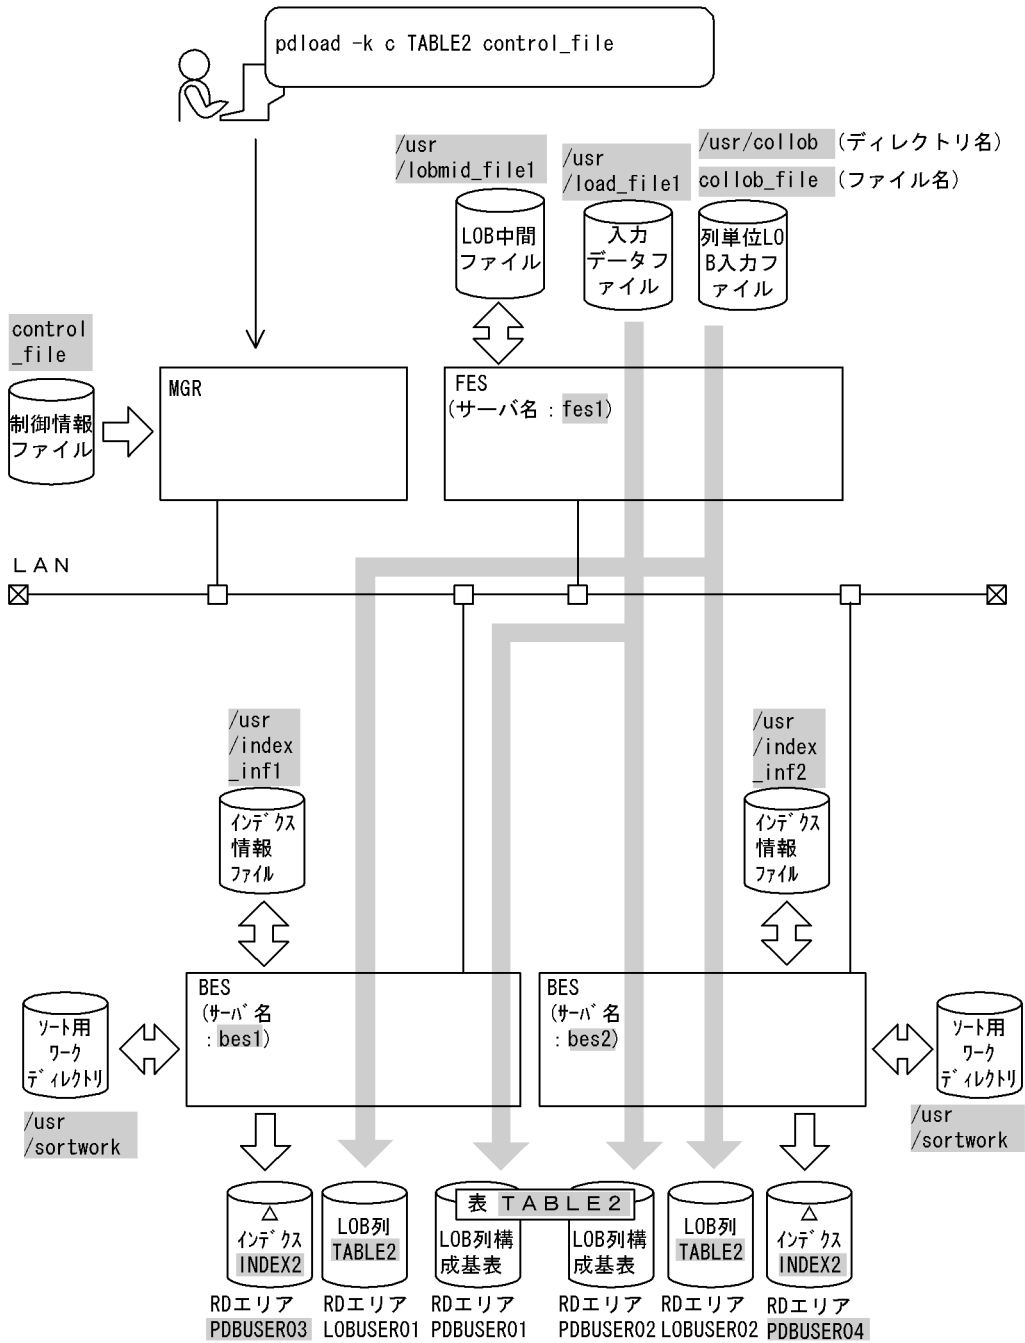 pdload -k c TABLE2 control_file
/usr
/lobmid_file1
/usr
/load_file1
/usr/collob (ディレクトリ名)
collob_file (ファイル名)
LOB中間
ファイル
入力
データファ
イル
列単位LO
B入力フ
ァイル
control
_file
制御情報
ファイル
MGR
FES
(サーバ名：fes1)
ＬＡＮ
/usr
/index
_inf1
ｲﾝﾃﾞｸｽ
情報
ﾌｧｲﾙ
/usr
/index
_inf2
ｲﾝﾃﾞｸｽ
情報
ﾌｧｲﾙ
BES
(ｻｰﾊﾞ名
：bes1)
BES
(ｻｰﾊﾞ名
：bes2)
ｿｰﾄ用
ﾜｰｸ
ﾃﾞｨﾚｸﾄﾘ
/usr
/sortwork
ｿｰﾄ用
ﾜｰｸ
ﾃﾞｨﾚｸﾄﾘ
/usr
/sortwork
表 ＴＡＢＬＥ２
ｲﾝﾃﾞｸｽ
INDEX2
LOB列
TABLE2
LOB列構
成基表
LOB列構
成基表
LOB列
TABLE2
ｲﾝﾃﾞｸｽ
INDEX2
RDエリア
PDBUSER03
RDエリア
LOBUSER01
RDエリア
PDBUSER01
RDエリア
PDBUSER02
RDエリア
LOBUSER02
RDエリア
PDBUSER04